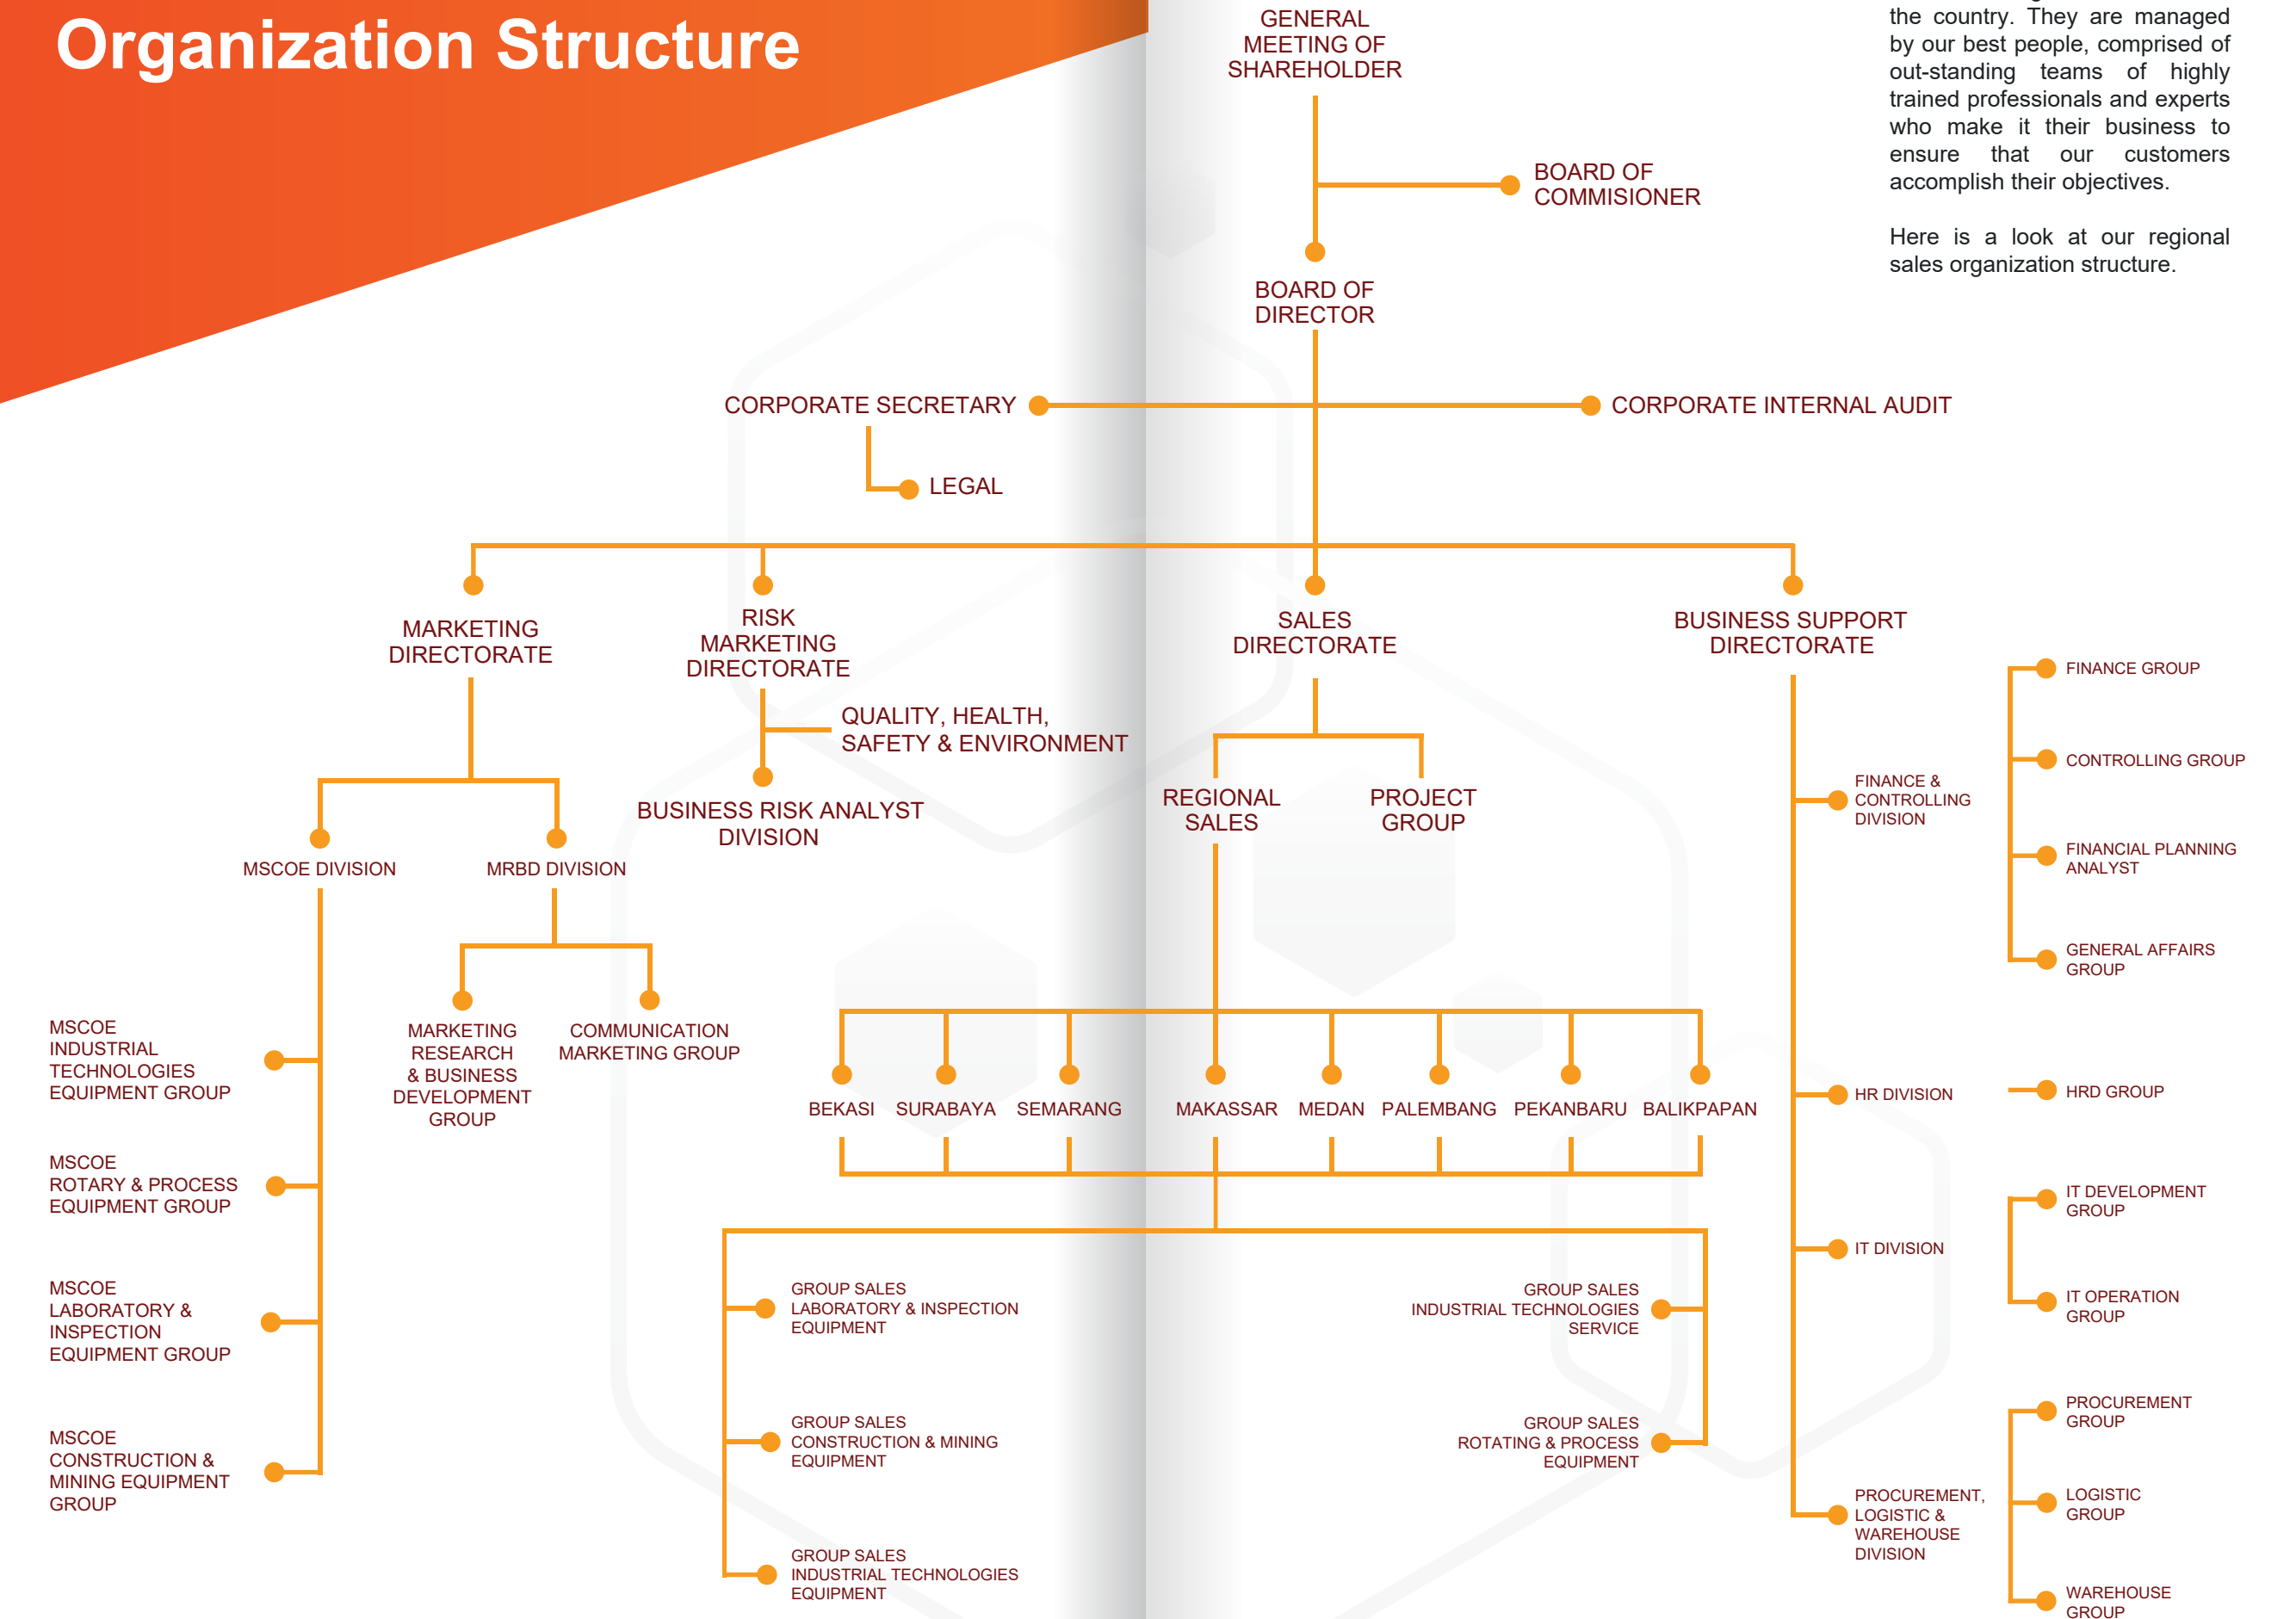 Organization Structure
GENERAL
MEETING OF
SHAREHOLDER
BOARD OF
COMMISIONER
BOARD OF
DIRECTOR
the country. They are managed
by our best people, comprised of
out-standing teams of highly
trained professionals and experts
who make it their business to
ensure that our customers
accomplish their objectives.
Here is a look at our regional
sales organization structure.
CORPORATE SECRETARY
CORPORATE INTERNAL AUDIT
LEGAL
MARKETING
DIRECTORATE
RISK
MARKETING
DIRECTORATE
SALES
DIRECTORATE
BUSINESS SUPPORT
DIRECTORATE
QUALITY, HEALTH,
SAFETY & ENVIRONMENT
BUSINESS RISK ANALYST
DIVISION
REGIONAL
SALES
PROJECT
GROUP
MSCOE DIVISION
MRBD DIVISION
MSCOE
INDUSTRIAL
TECHNOLOGIES
EQUIPMENT GROUP
MSCOE
ROTARY & PROCESS
EQUIPMENT GROUP
MSCOE
LABORATORY &
INSPECTION
EQUIPMENT GROUP
MSCOE
CONSTRUCTION &
MINING EQUIPMENT
GROUP
MARKETING
RESEARCH
& BUSINESS
DEVELOPMENT
GROUP
COMMUNICATION
MARKETING GROUP
BEKASI
SURABAYA
SEMARANG
MAKASSAR
MEDAN
PALEMBANG
PEKANBARU
BALIKPAPAN
GROUP SALES
LABORATORY & INSPECTION
EQUIPMENT
GROUP SALES
CONSTRUCTION & MINING
EQUIPMENT
GROUP SALES
INDUSTRIAL TECHNOLOGIES
EQUIPMENT
GROUP SALES
INDUSTRIAL TECHNOLOGIES
SERVICE
GROUP SALES
ROTATING & PROCESS
EQUIPMENT
FINANCE &
CONTROLLING
DIVISION
FINANCE GROUP
CONTROLLING GROUP
FINANCIAL PLANNING
ANALYST
GENERAL AFFAIRS
GROUP
HR DIVISION
HRD GROUP
IT DIVISION
IT DEVELOPMENT
GROUP
IT OPERATION
GROUP
PROCUREMENT,
LOGISTIC &
WAREHOUSE
DIVISION
PROCUREMENT
GROUP
LOGISTIC
GROUP
WAREHOUSE
GROUP